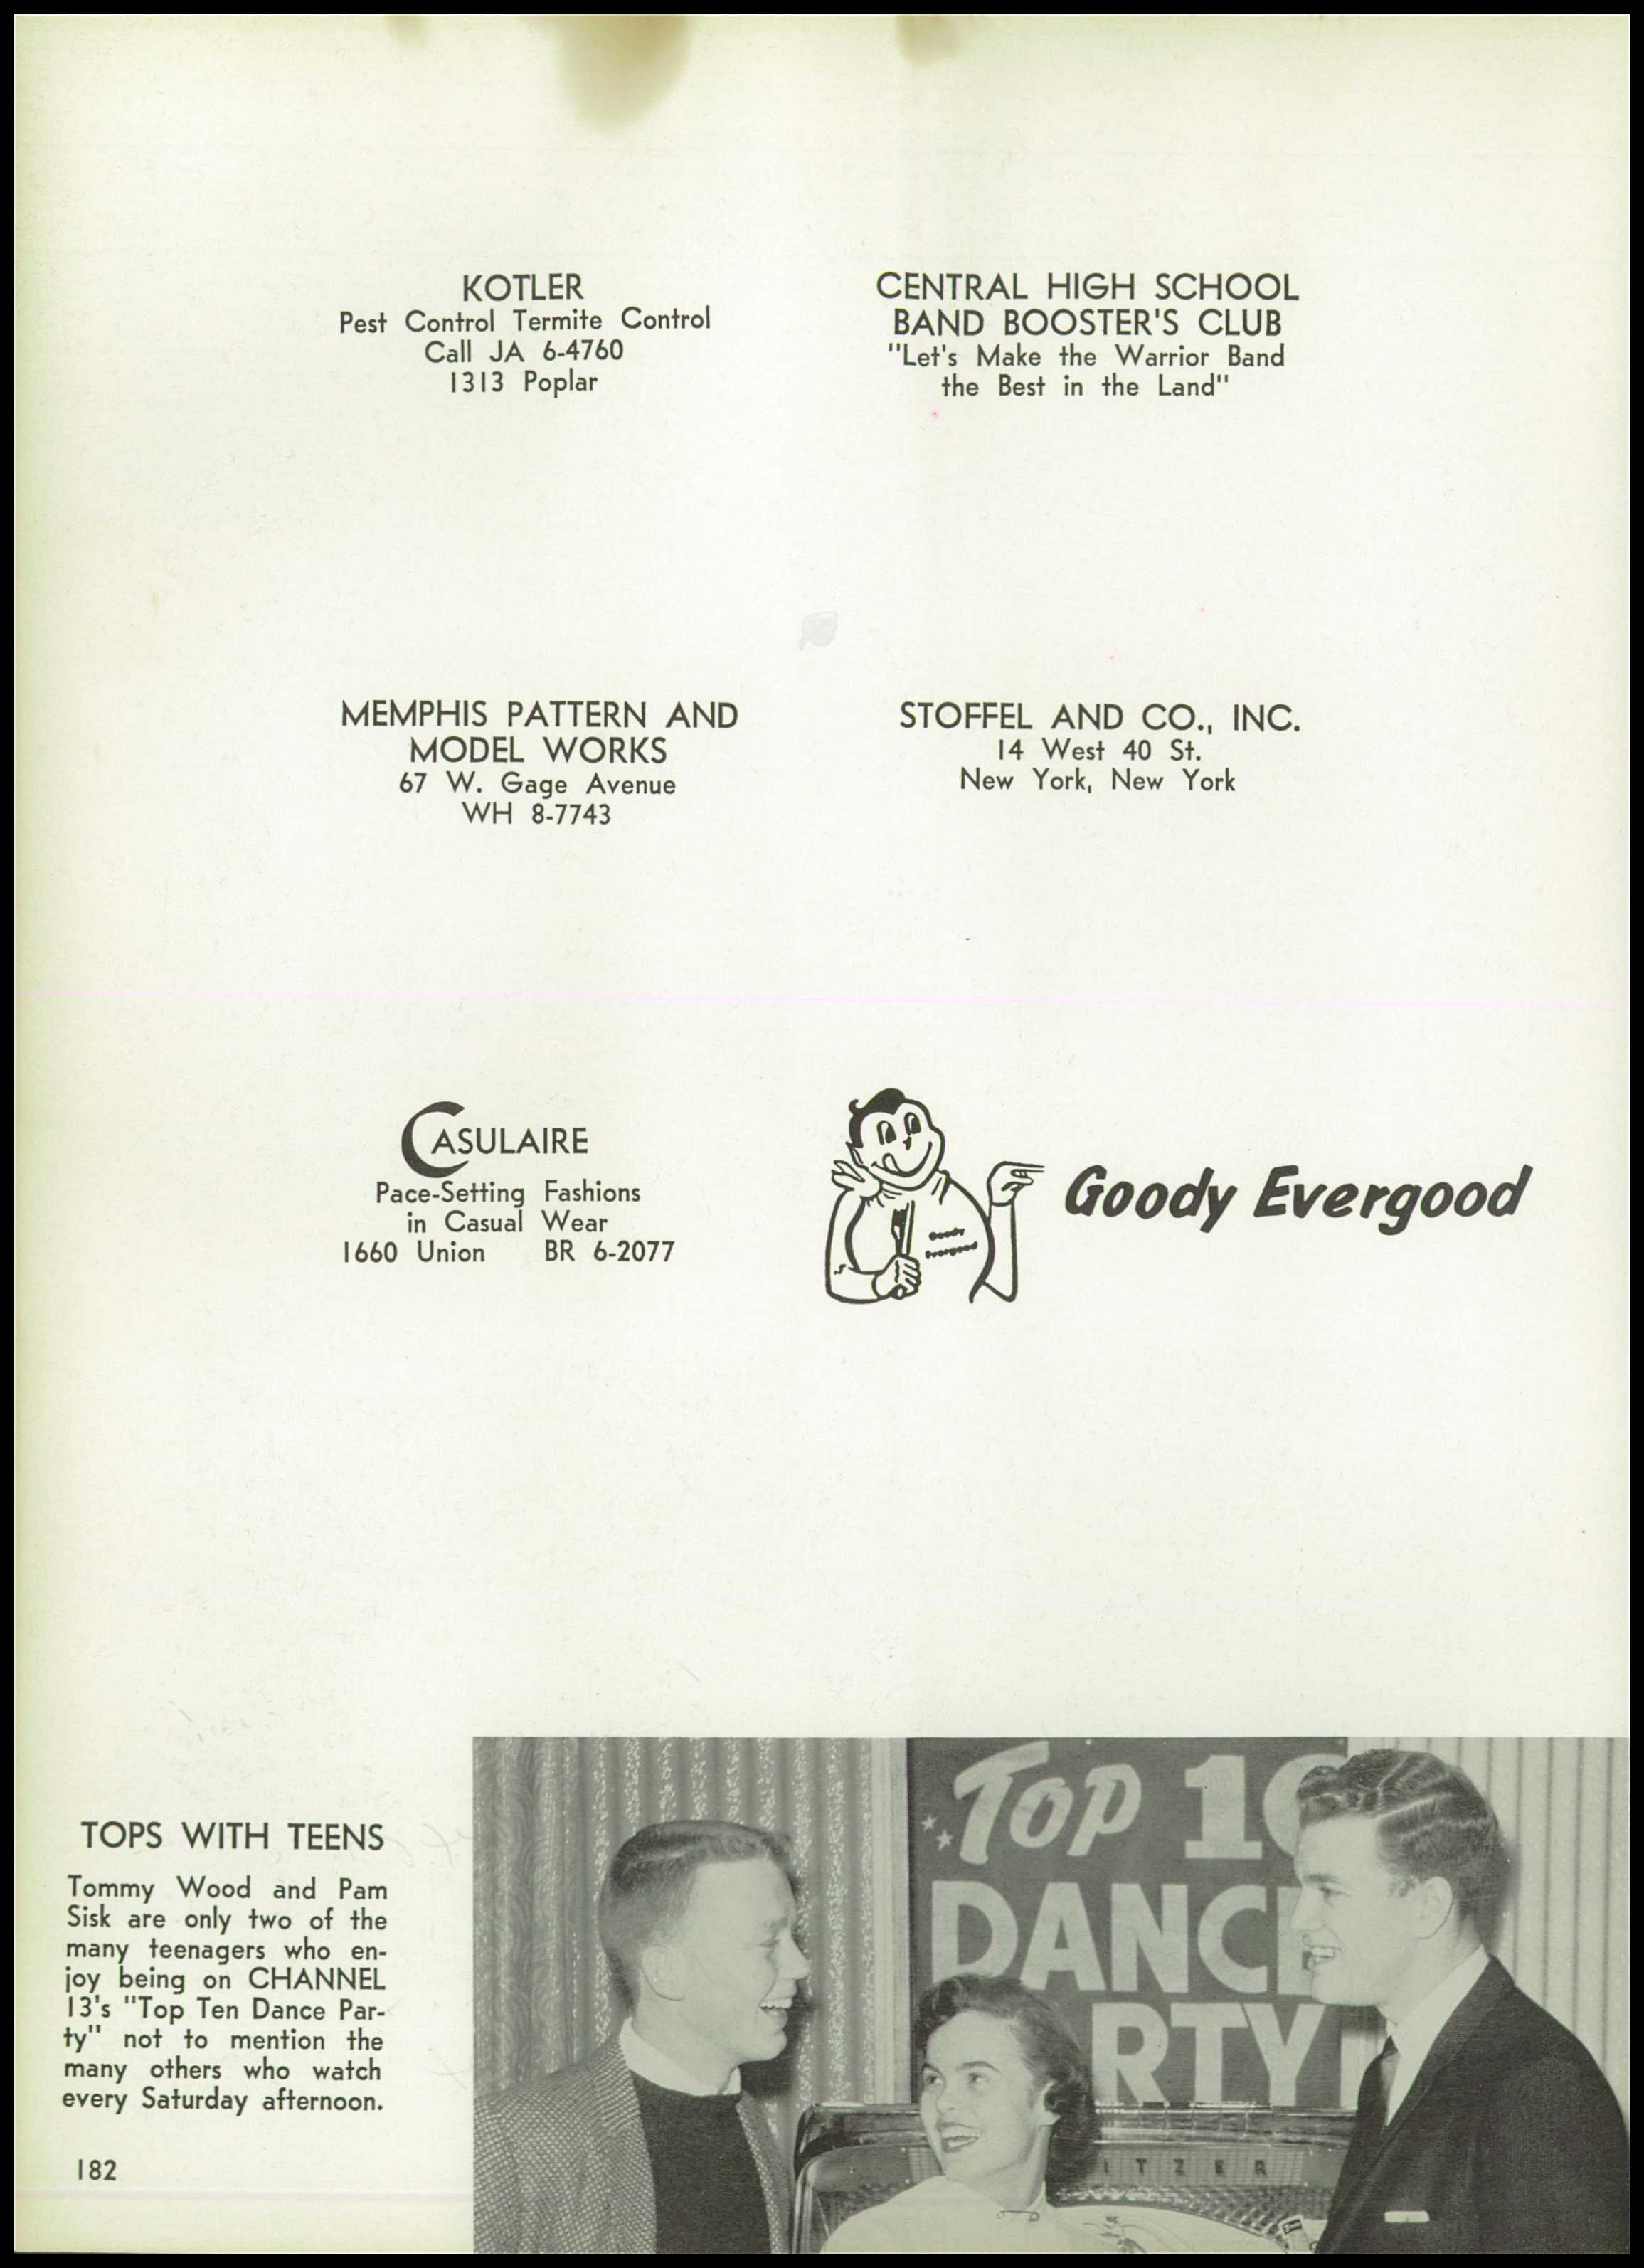 KOTLER
Pest Control Termite Control
Call JA 6-4760
1313 Poplar
CENTRAL HIGH SCHOOL
BAND BOOSTER'S CLUB
"Let's Make the Warrior Band
the Best in the Land"
MEMPHIS PATTERN AND
MODEL WORKS
67 W. Gage Avenue
WH 8-7743
STOFFEL AND CO., INC.
14 West 40 St.
New York, New York
CASULAIRE
Pace-Setting Fashions
in Casual Wear
1660 Union BR 6-2077
Goody
Evergood
Goody Evergood
TOPS WITH TEENS
Tommy Wood and Pam
Sisk are only two of the
many teenagers who en-
joy being on CHANNEL
13's "Top Ten Dance Par-
ty" not to mention the
many others who watch
every Saturday afternoon.
182
Top 10
DANCE
RTY
ITZER